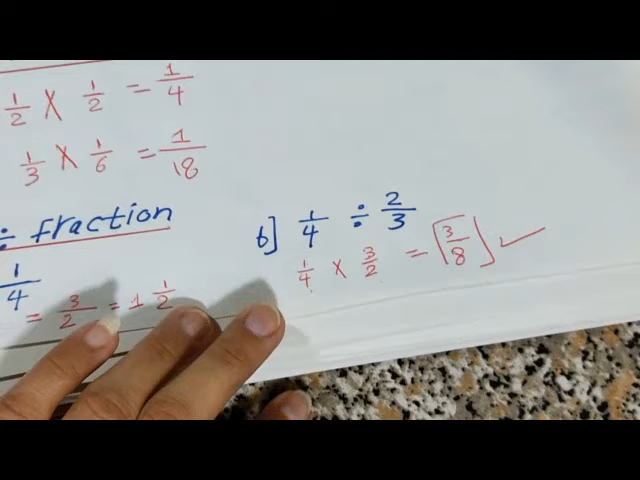 1/2 X 1/2 = 1/4
1/3 X 1/6 = 1/18
÷ fraction
1/4
= 3/2 = 1 1/2
b] 1/4 ÷ 2/3
1/4 x 3/2 = [3/8] ✓